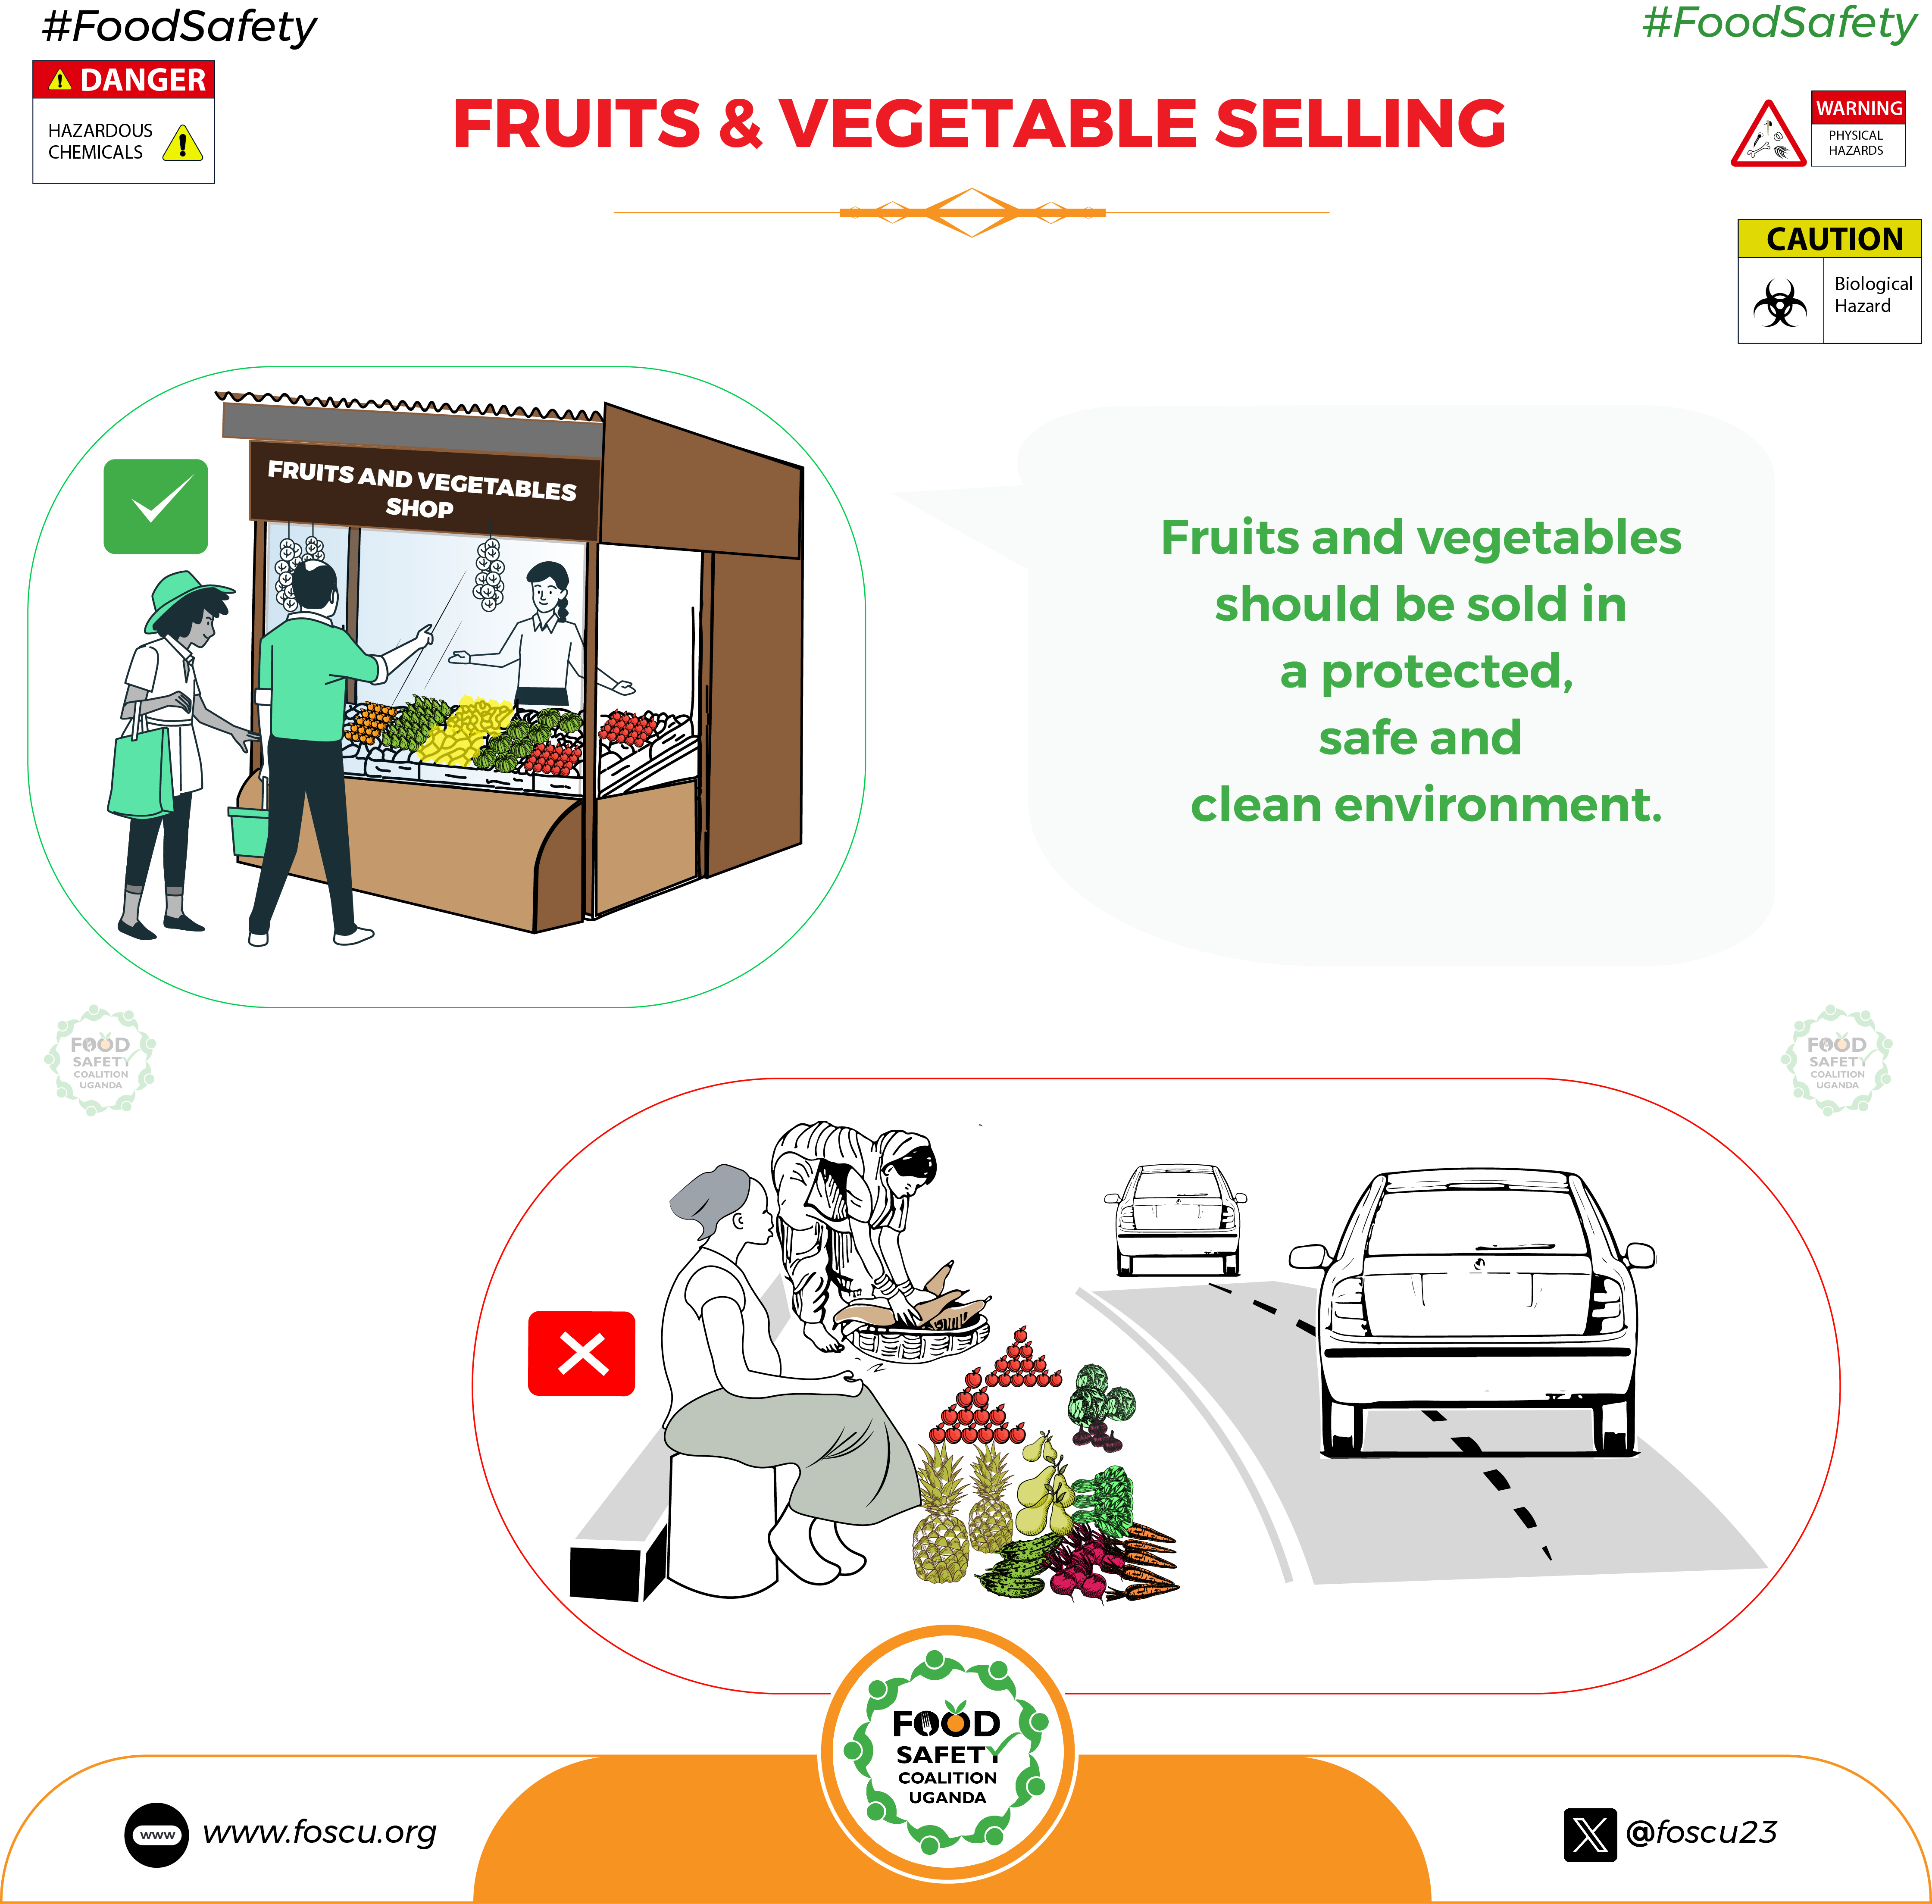 #FoodSafety
#FoodSafety
DANGER
HAZARDOUS
CHEMICALS
FRUITS & VEGETABLE SELLING
WARNING
PHYSICAL
HAZARDS
CAUTION
Biological
Hazard
FRUITS AND VEGETABLES
SHOP
Fruits and vegetables
should be sold in
a protected,
safe and
clean environment.
FOOD
SAFETY
COALITION
UGANDA
FOOD
SAFETY
COALITION
UGANDA
FOOD
SAFETY
COALITION
UGANDA
www
www.foscu.org
@foscu23